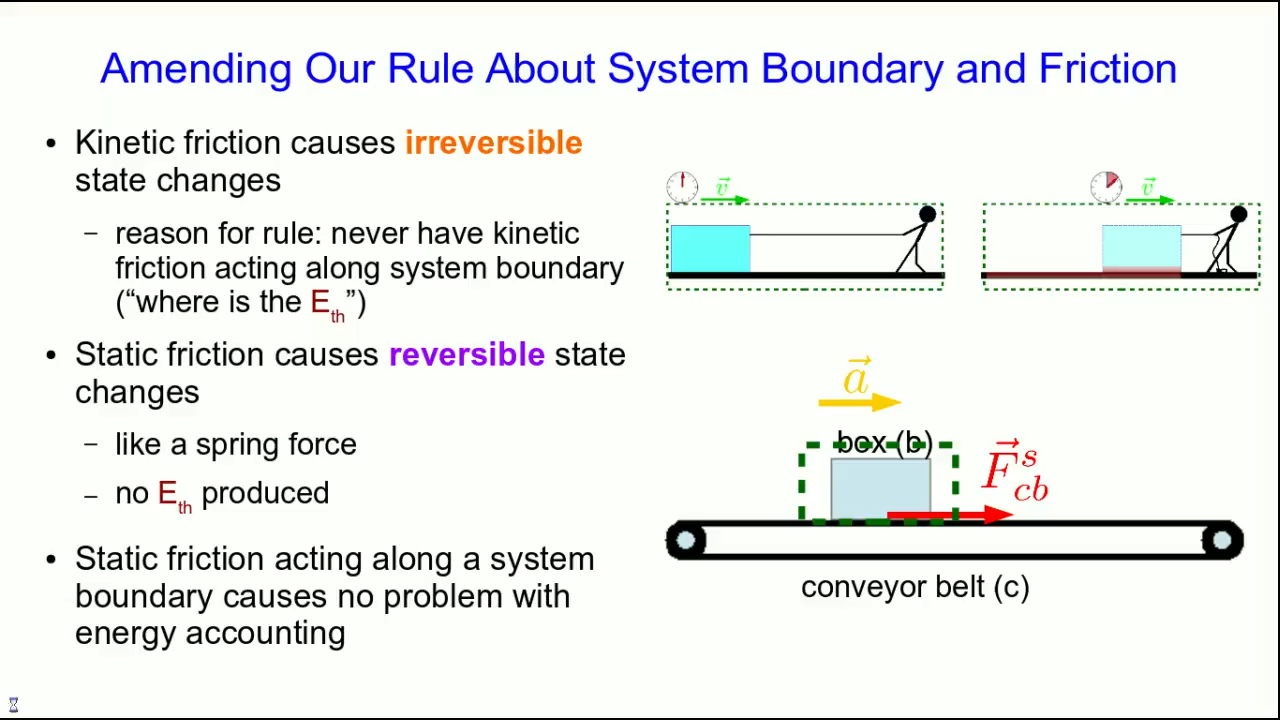 Amending Our Rule About System Boundary and Friction
• Kinetic friction causes irreversible
state changes
– reason for rule: never have kinetic
friction acting along system boundary
(“where is the E_th”)
• Static friction causes reversible state
changes
– like a spring force
– no E_th produced
• Static friction acting along a system
boundary causes no problem with
energy accounting
v⃗
v⃗
a⃗
box (b)
F⃗^s_cb
conveyor belt (c)